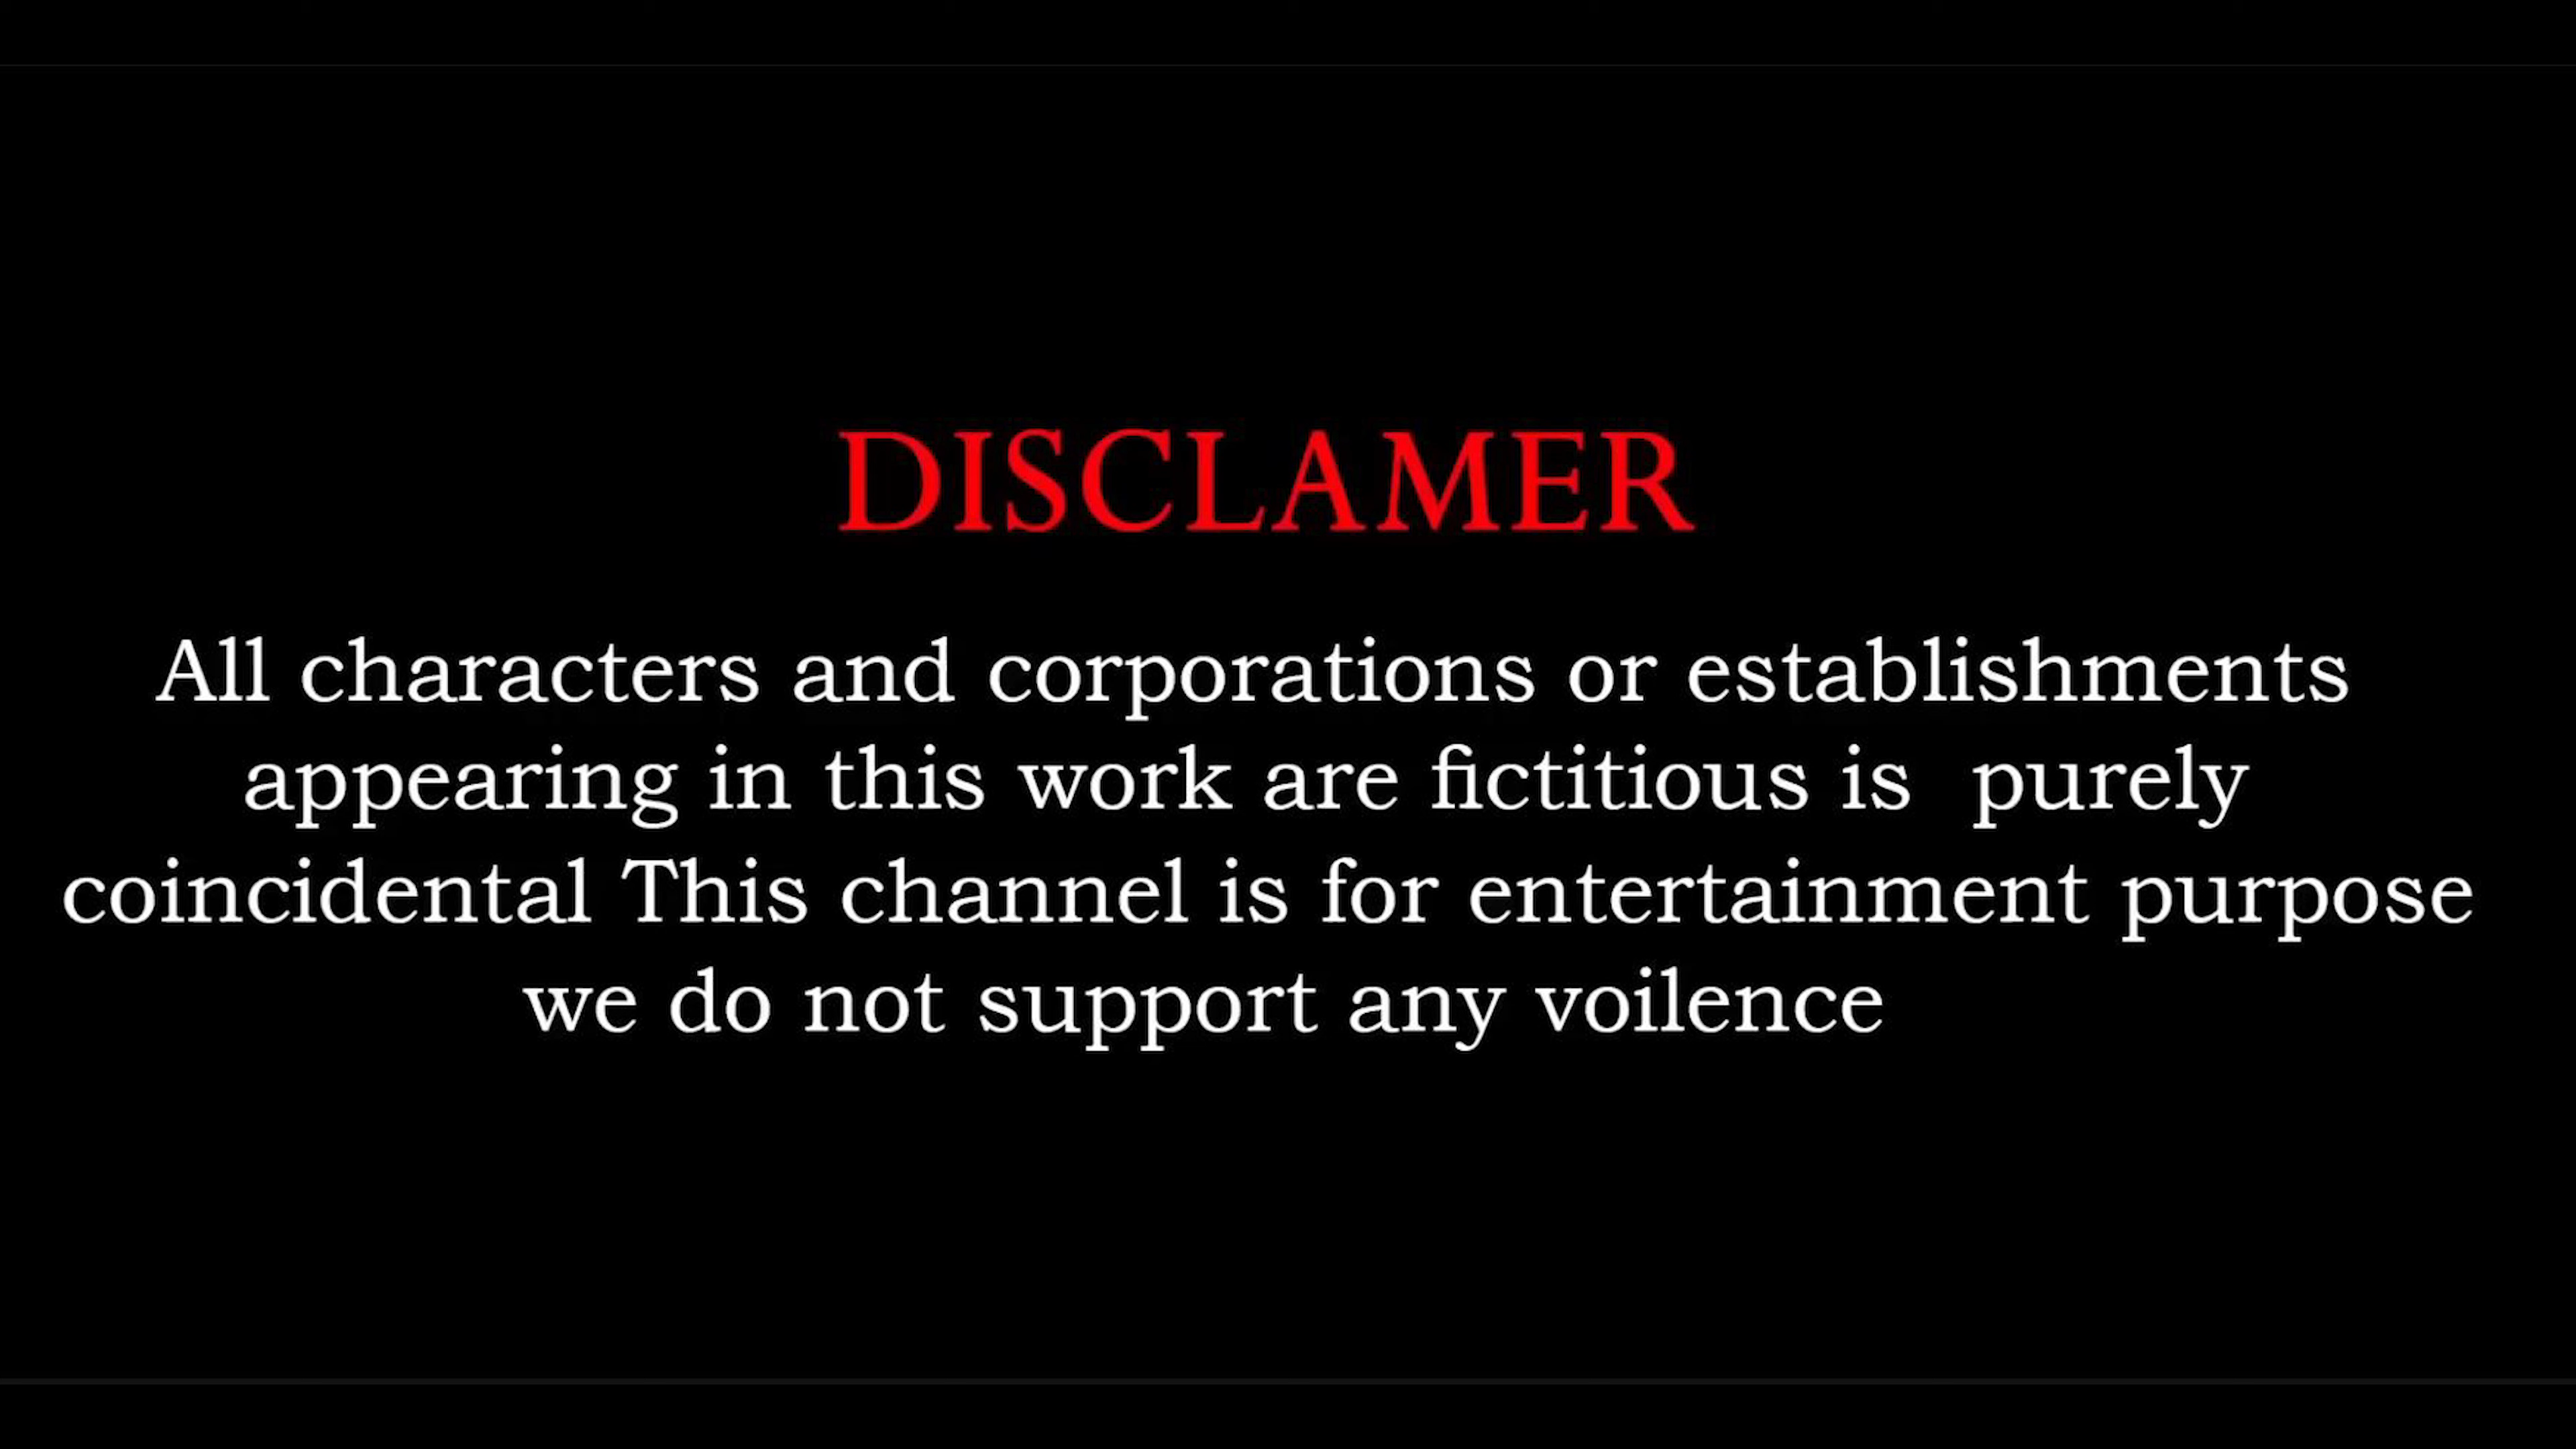 DISCLAMER
All characters and corporations or establishments
appearing in this work are fictitious is  purely
coincidental This channel is for entertainment purpose
we do not support any voilence